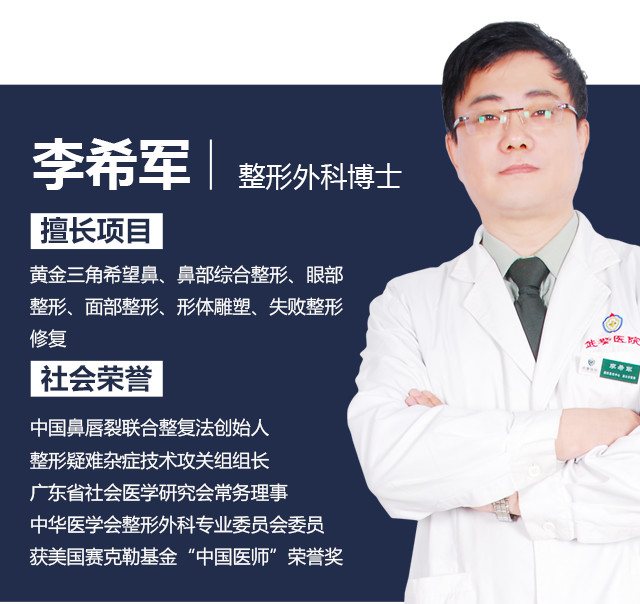 李希军
整形外科博士
擅长项目
黄金三角希望鼻、鼻部综合整形、眼部
整形、面部整形、形体雕塑、失败整形
修复
社会荣誉
中国鼻唇裂联合整复法创始人
整形疑难杂症技术攻关组组长
广东省社会医学研究会常务理事
中华医学会整形外科专业委员会委员
获美国赛克勒基金“中国医师”荣誉奖
医院
李希军